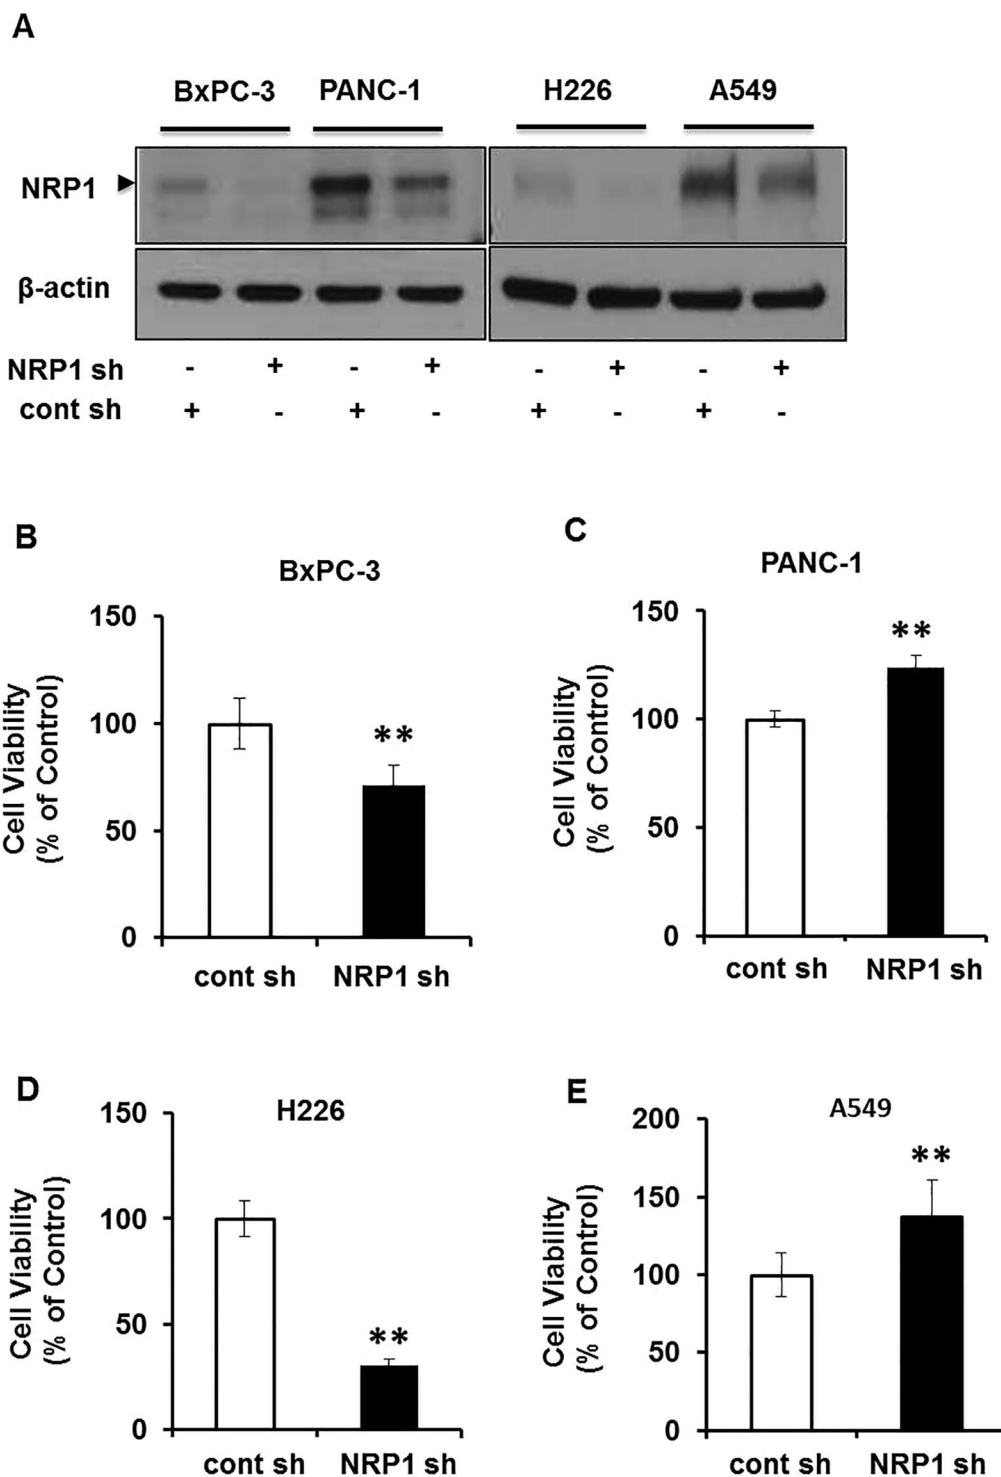 A
BxPC-3 PANC-1 H226 A549
NRP1
β-actin
NRP1 sh - + - + - + - +
cont sh + - + - + - + -
B
BxPC-3
150
100
50
0
Cell Viability
(% of Control)
**
cont sh NRP1 sh
C
PANC-1
150
100
50
0
Cell Viability
(% of Control)
**
cont sh NRP1 sh
D
H226
150
100
50
0
Cell Viability
(% of Control)
**
cont sh NRP1 sh
E
A549
200
150
100
50
0
Cell Viability
(% of Control)
**
cont sh NRP1 sh